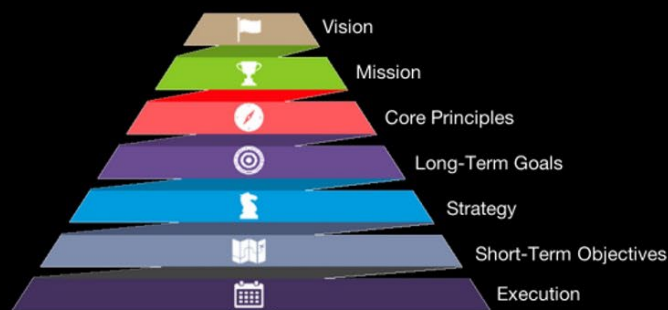 Vision
Mission
Core Principles
Long-Term Goals
Strategy
Short-Term Objectives
Execution